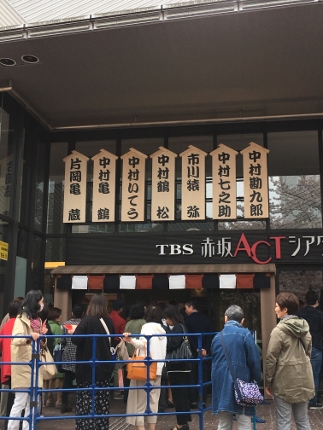 中村勘九郎
中村七之助
市川猿弥
中村鶴松
中村いてう
中村亀鶴
片岡亀蔵
TBS 赤坂ACTシアタ